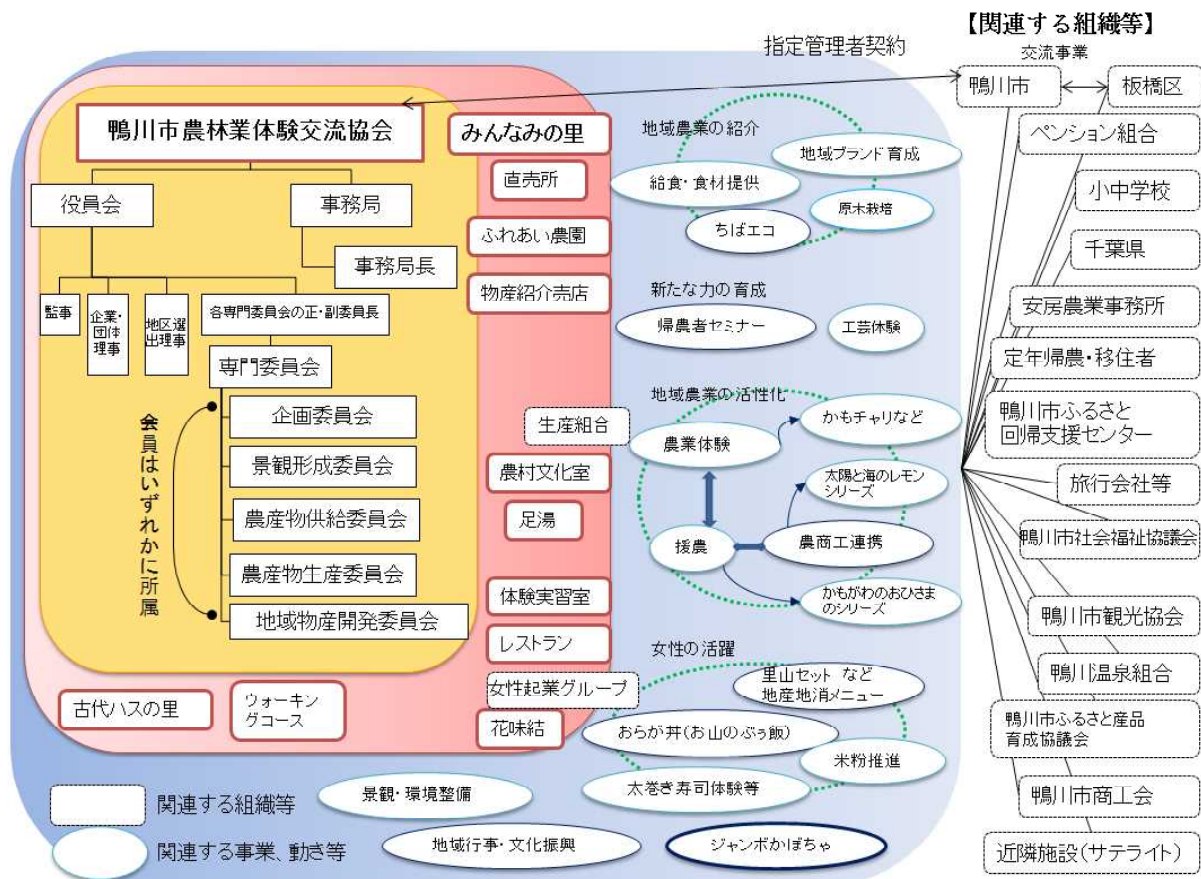 【関連する組織等】
指定管理者契約
交流事業
鴨川市
板橋区
鴨川市農林業体験交流協会
みんなみの里
役員会
事務局
事務局長
監事
企業・
団体
理事
地区選
出理事
各専門委員会の正・副委員長
専門委員会
企画委員会
景観形成委員会
農産物供給委員会
農産物生産委員会
地域物産開発委員会
会員はいずれかに所属
直売所
ふれあい農園
物産紹介売店
生産組合
農村文化室
足湯
体験実習室
レストラン
女性起業グループ
花味結
古代ハスの里
ウォーキン
グコース
地域農業の紹介
地域ブランド育成
給食・食材提供
原木栽培
ちばエコ
新たな力の育成
帰農者セミナー
工芸体験
地域農業の活性化
農業体験
かもチャリなど
太陽と海のレモン
シリーズ
援農
農商工連携
かもがわのおひさま
のシリーズ
女性の活躍
里山セット など
地産地消メニュー
おらが丼(お山のぶぅ飯)
米粉推進
太巻き寿司体験等
関連する組織等
景観・環境整備
関連する事業、動き等
地域行事・文化振興
ジャンボかぼちゃ
ペンション組合
小中学校
千葉県
安房農業事務所
定年帰農・移住者
鴨川市ふるさと
回帰支援センター
旅行会社等
鴨川市社会福祉協議会
鴨川市観光協会
鴨川温泉組合
鴨川市ふるさと産品
育成協議会
鴨川市商工会
近隣施設(サテライト)